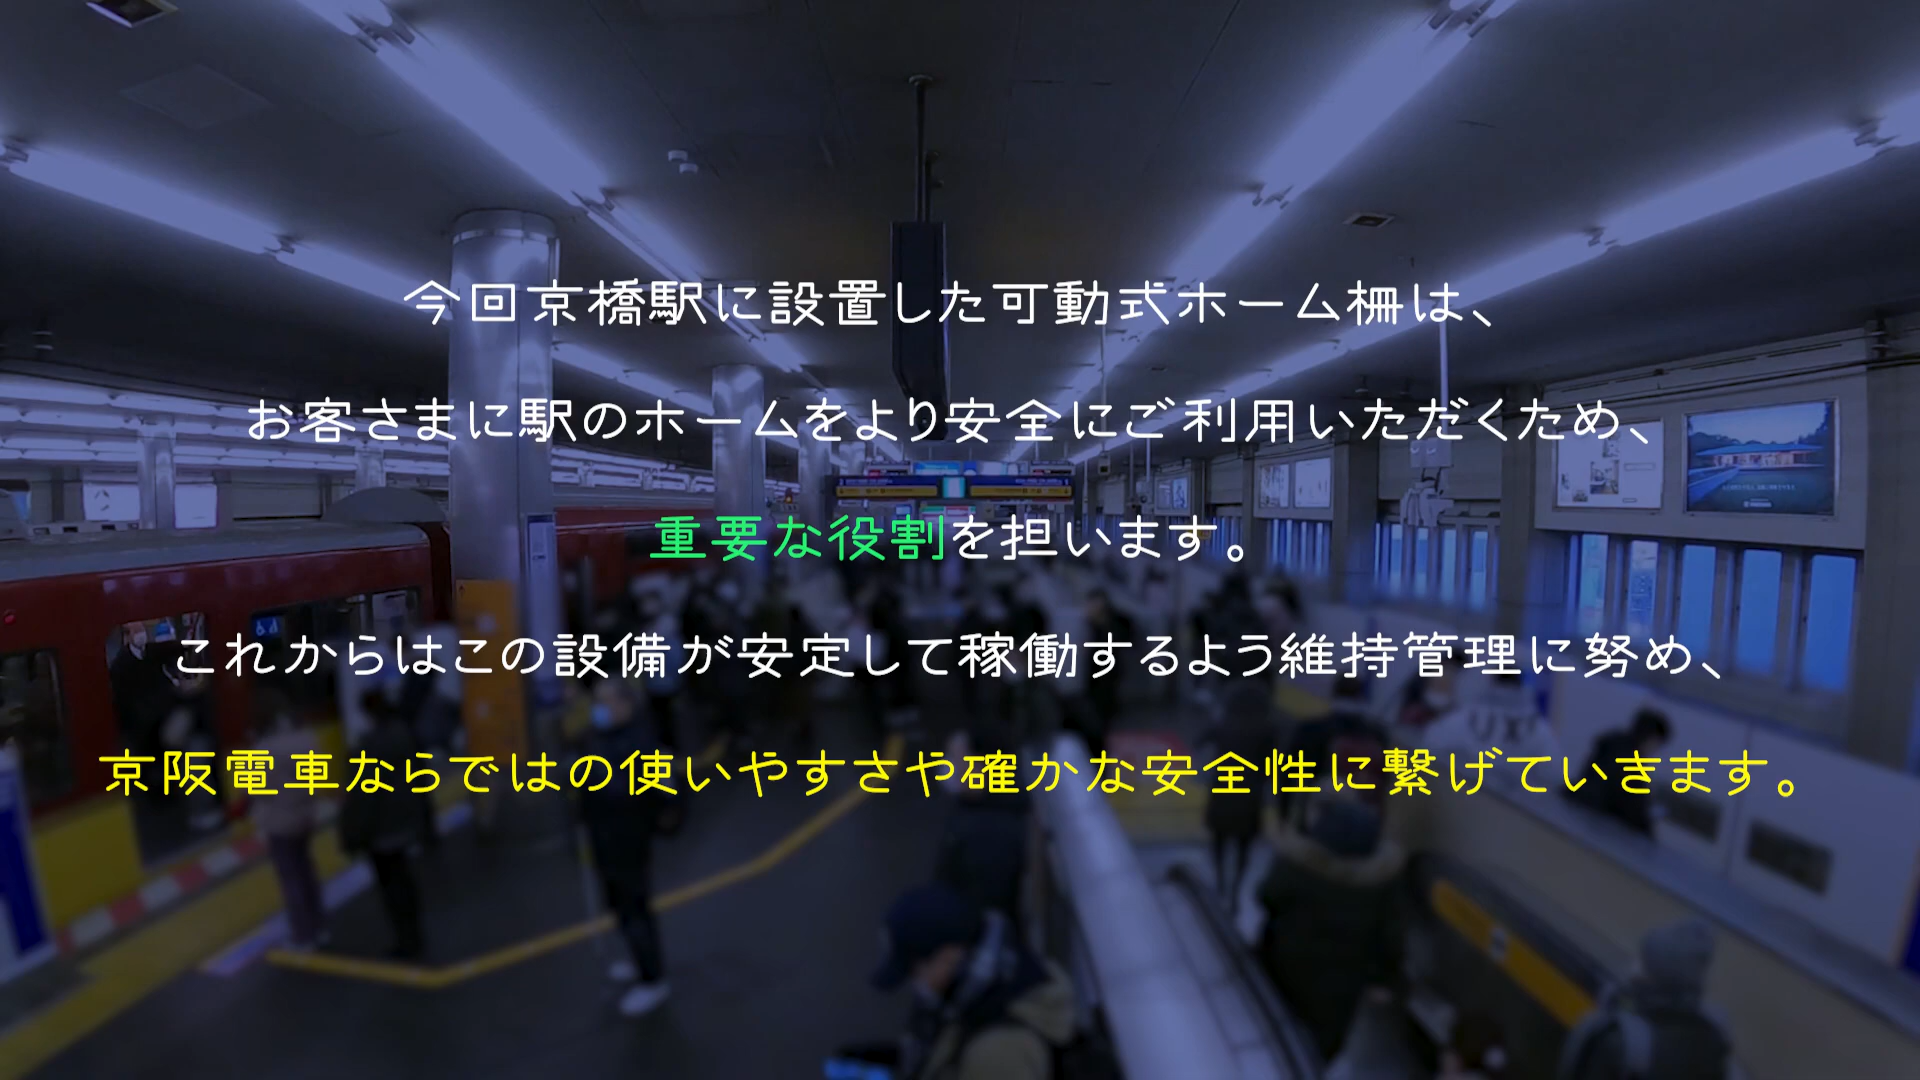 今回京橋駅に設置した可動式ホーム柵は、
お客さまに駅のホームをより安全にご利用いただくため、
重要な役割を担います。
これからはこの設備が安定して稼働するよう維持管理に努め、
京阪電車ならではの使いやすさや確かな安全性に繋げていきます。